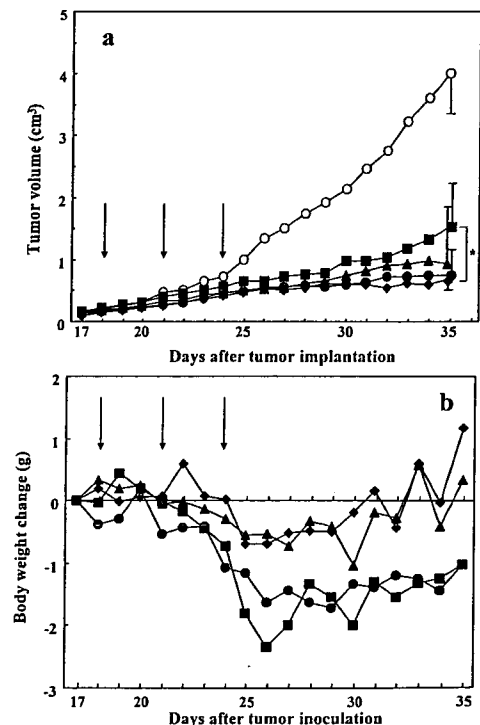 a
Tumor volume (cm³)
5
4
3
2
1
0
17 20 25 30 35
*
Days after tumor implantation
b
Body weight change (g)
2
1
0
-1
-2
-3
17 20 25 30 35
Days after tumor inoculation